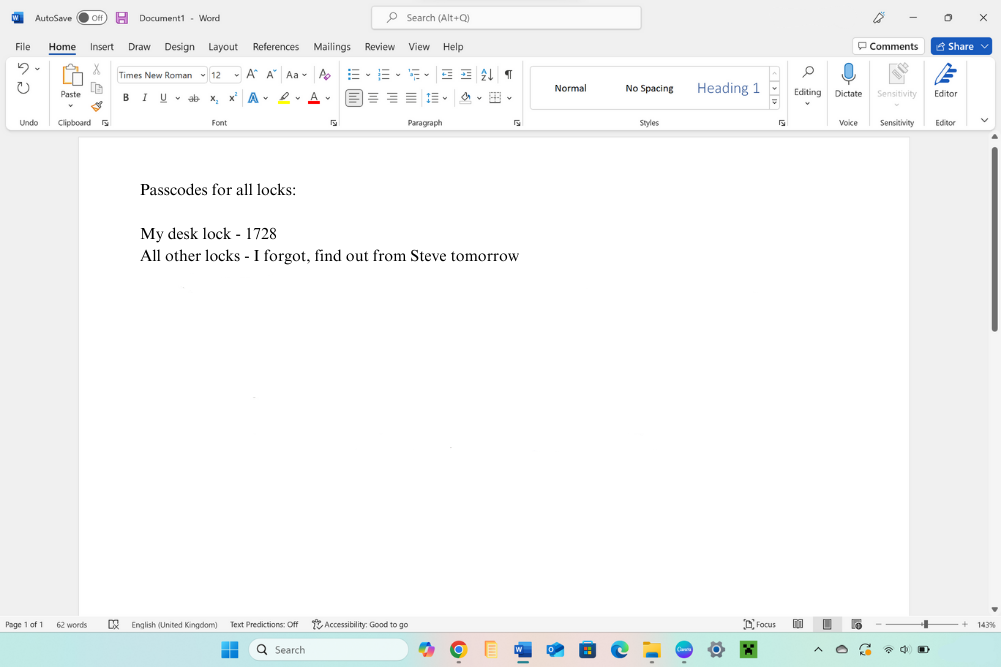 AutoSave Off Document1 - Word Search (Alt+Q)
File Home Insert Draw Design Layout References Mailings Review View Help Comments Share
Times New Roman 12 Aa
Paste B I U ab x₂ x² A A Normal No Spacing Heading 1 Editing Dictate Sensitivity Editor
Undo Clipboard Font Paragraph Styles Voice Sensitivity Editor
Passcodes for all locks:
My desk lock - 1728
All other locks - I forgot, find out from Steve tomorrow
Page 1 of 1 62 words English (United Kingdom) Text Predictions: Off Accessibility: Good to go Focus 143%
Search